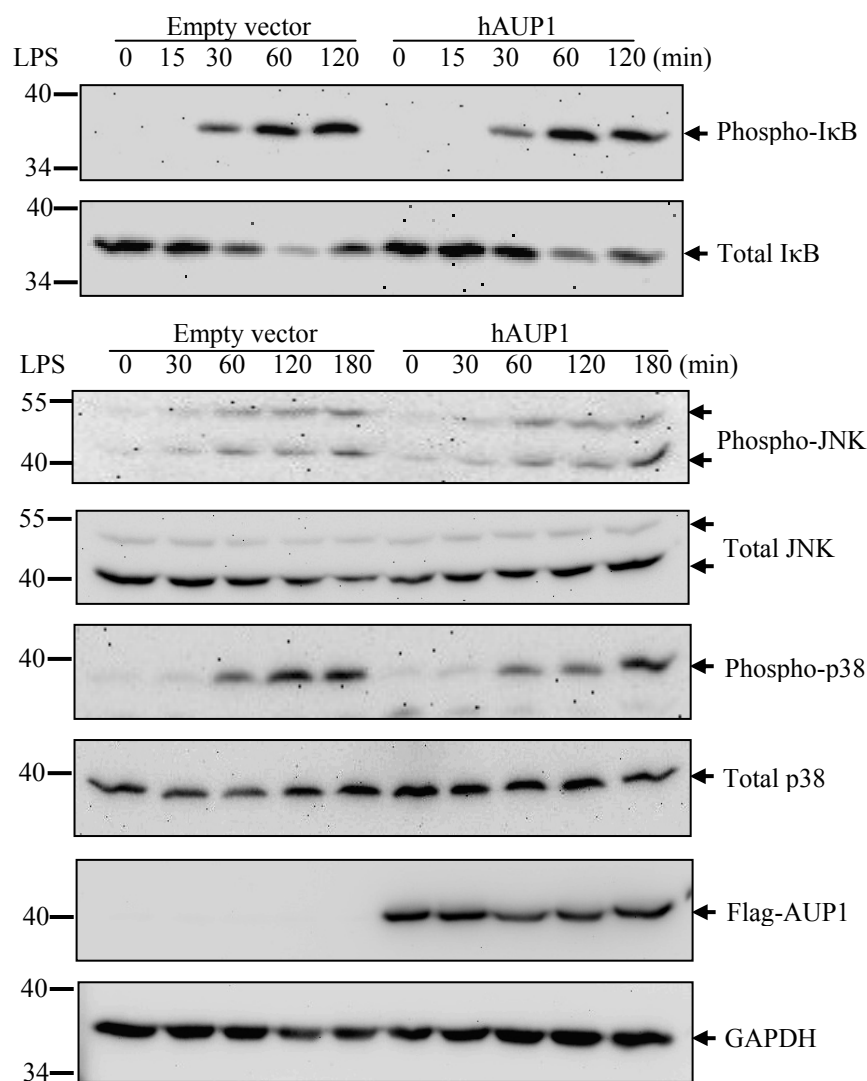 Empty vector hAUP1
LPS 0 15 30 60 120 0 15 30 60 120 (min)
40
Phospho-IκB
34
40
Total IκB
34
Empty vector hAUP1
LPS 0 30 60 120 180 0 30 60 120 180 (min)
55
Phospho-JNK
40
55
Total JNK
40
40
Phospho-p38
40
Total p38
40
Flag-AUP1
40
GAPDH
34